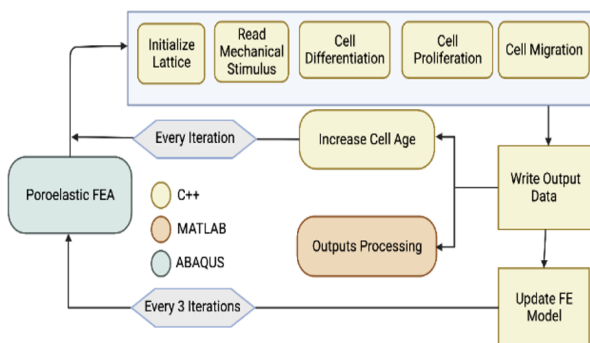 Initialize
Lattice
Read
Mechanical
Stimulus
Cell
Differentiation
Cell
Proliferation
Cell Migration
Every Iteration
Increase Cell Age
Poroelastic FEA
C++
MATLAB
ABAQUS
Outputs Processing
Write Output
Data
Every 3 Iterations
Update FE
Model